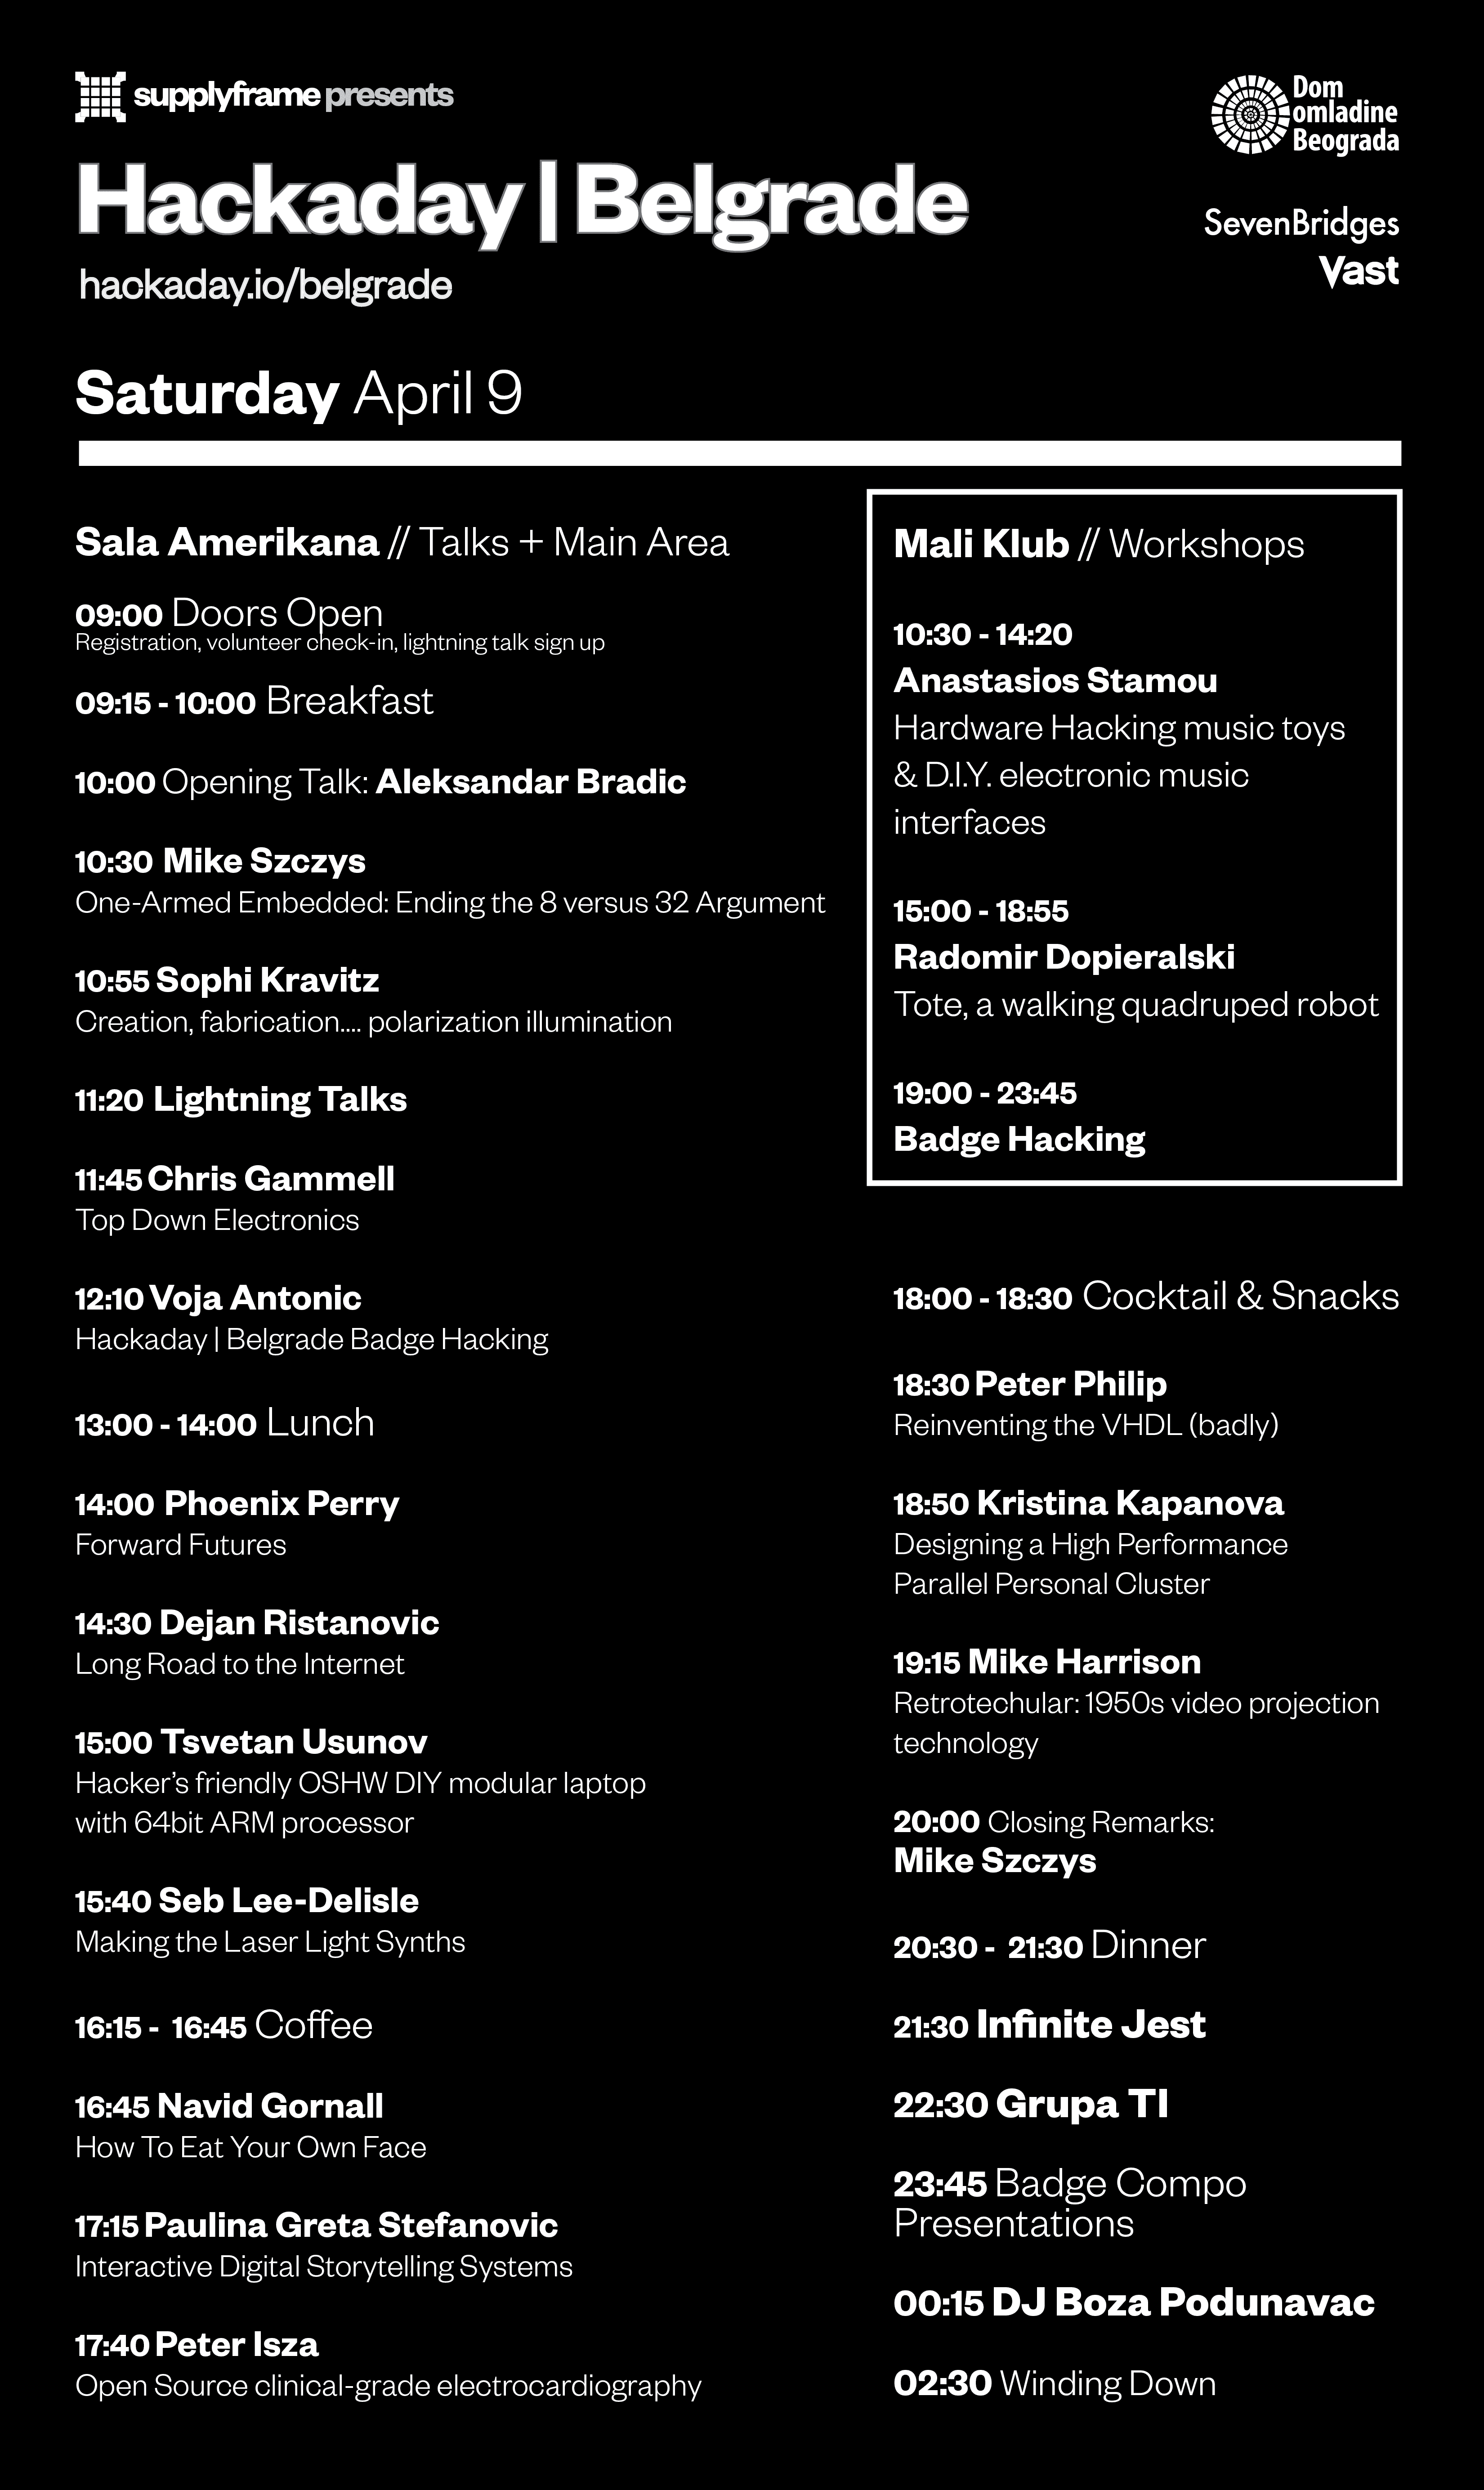 supplyframe presents
Hackaday | Belgrade
hackaday.io/belgrade
Dom
omladine
Beograda
SevenBridges
Vast
Saturday April 9
Sala Amerikana // Talks + Main Area
09:00 Doors Open
Registration, volunteer check-in, lightning talk sign up
09:15 - 10:00 Breakfast
10:00 Opening Talk: Aleksandar Bradic
10:30 Mike Szczys
One-Armed Embedded: Ending the 8 versus 32 Argument
10:55 Sophi Kravitz
Creation, fabrication.... polarization illumination
11:20 Lightning Talks
11:45 Chris Gammell
Top Down Electronics
12:10 Voja Antonic
Hackaday | Belgrade Badge Hacking
13:00 - 14:00 Lunch
14:00 Phoenix Perry
Forward Futures
14:30 Dejan Ristanovic
Long Road to the Internet
15:00 Tsvetan Usunov
Hacker's friendly OSHW DIY modular laptop
with 64bit ARM processor
15:40 Seb Lee-Delisle
Making the Laser Light Synths
16:15 - 16:45 Coffee
16:45 Navid Gornall
How To Eat Your Own Face
17:15 Paulina Greta Stefanovic
Interactive Digital Storytelling Systems
17:40 Peter Isza
Open Source clinical-grade electrocardiography
Mali Klub // Workshops
10:30 - 14:20
Anastasios Stamou
Hardware Hacking music toys
& D.I.Y. electronic music
interfaces
15:00 - 18:55
Radomir Dopieralski
Tote, a walking quadruped robot
19:00 - 23:45
Badge Hacking
18:00 - 18:30 Cocktail & Snacks
18:30 Peter Philip
Reinventing the VHDL (badly)
18:50 Kristina Kapanova
Designing a High Performance
Parallel Personal Cluster
19:15 Mike Harrison
Retrotechular: 1950s video projection
technology
20:00 Closing Remarks:
Mike Szczys
20:30 - 21:30 Dinner
21:30 Infinite Jest
22:30 Grupa TI
23:45 Badge Compo
Presentations
00:15 DJ Boza Podunavac
02:30 Winding Down